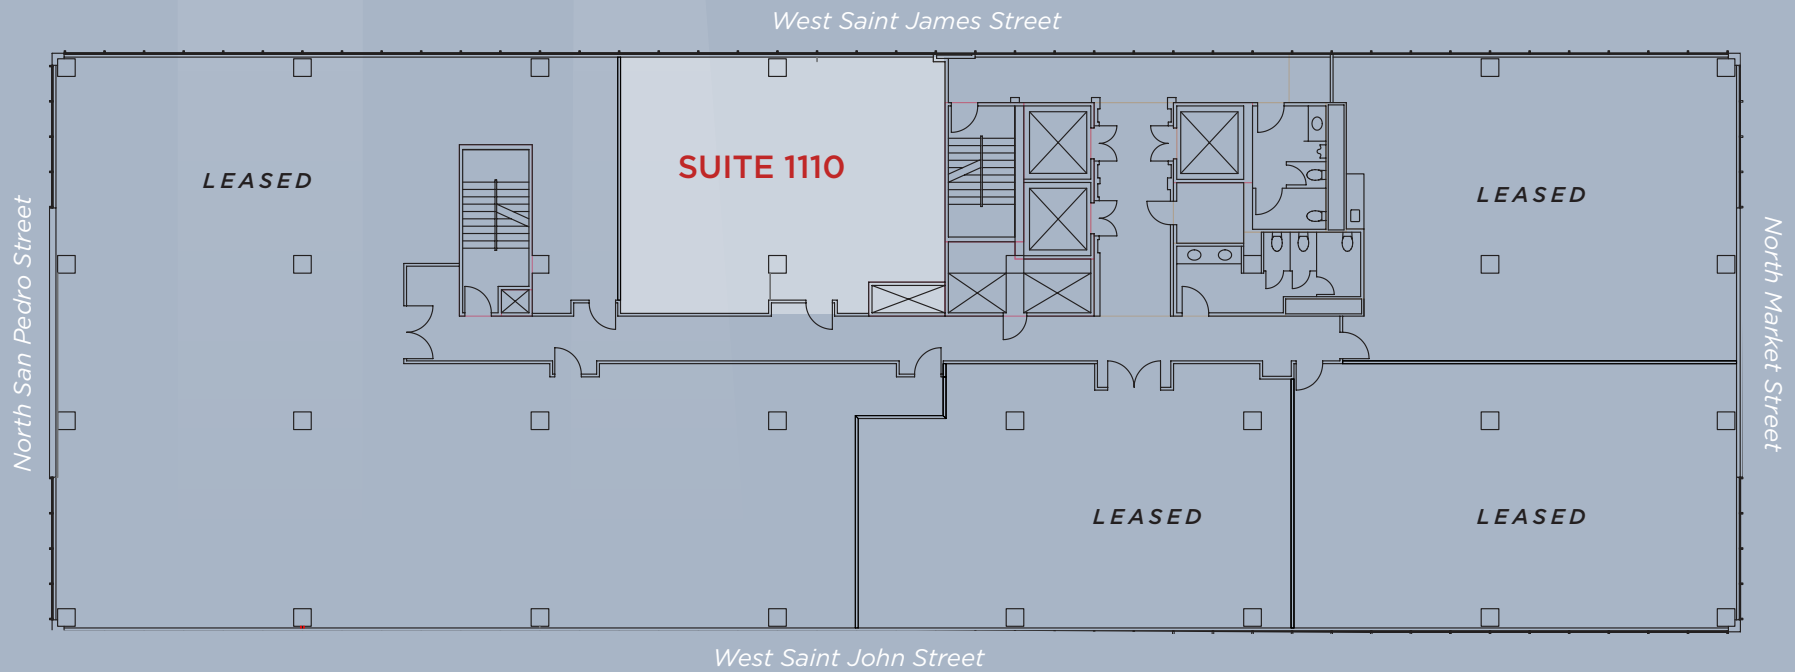 West Saint James Street
SUITE 1110
LEASED
LEASED
North San Pedro Street
North Market Street
LEASED
LEASED
West Saint John Street